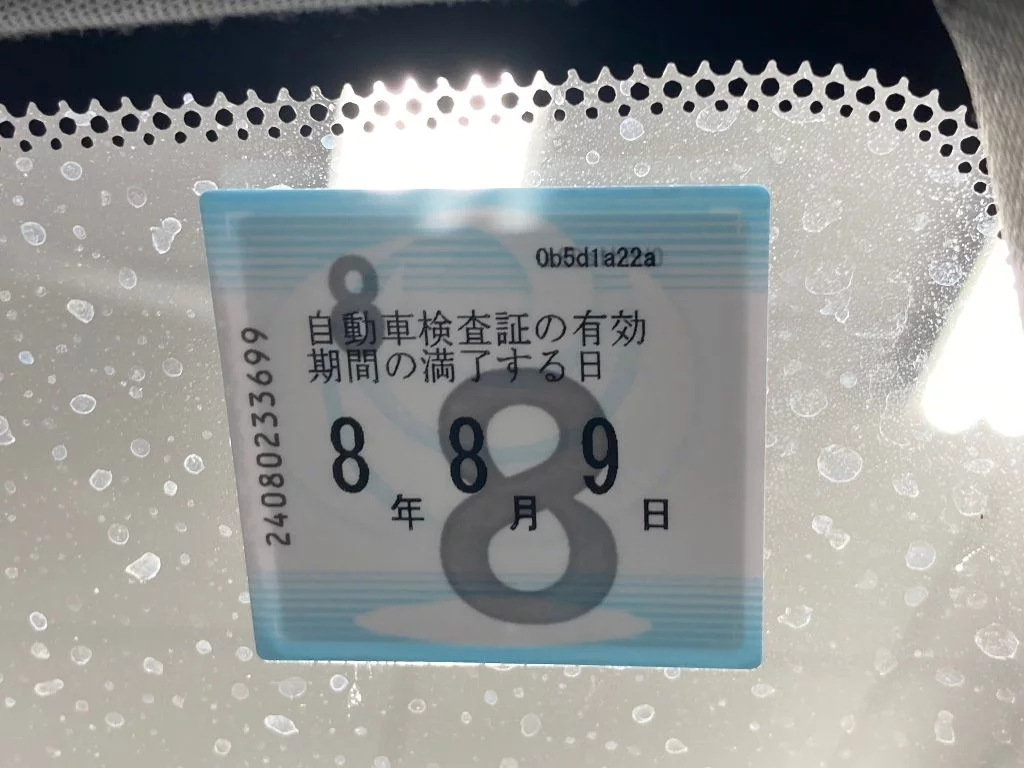 0b5d1a22a
8
自動車検査証の有効
期間の満了する日
8年8月9日
8
24080233699